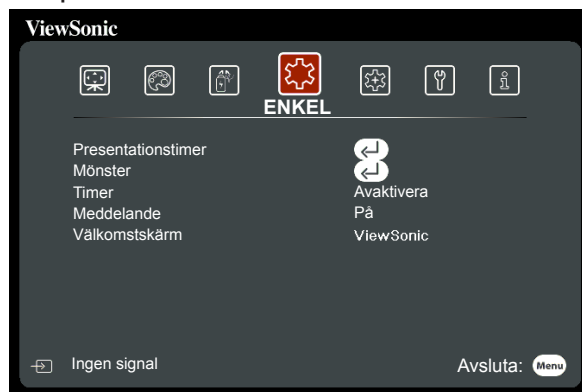 ViewSonic
ENKEL
Presentationstimer
Mönster
Timer Avaktivera
Meddelande På
Välkomstskärm ViewSonic
Ingen signal Avsluta: Menu